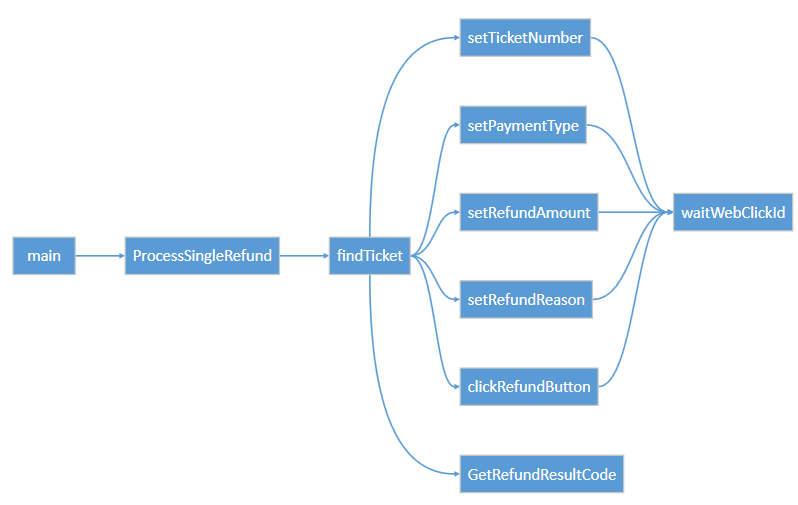 setTicketNumber
setPaymentType
setRefundAmount
waitWebClickId
main
ProcessSingleRefund
findTicket
setRefundReason
clickRefundButton
GetRefundResultCode